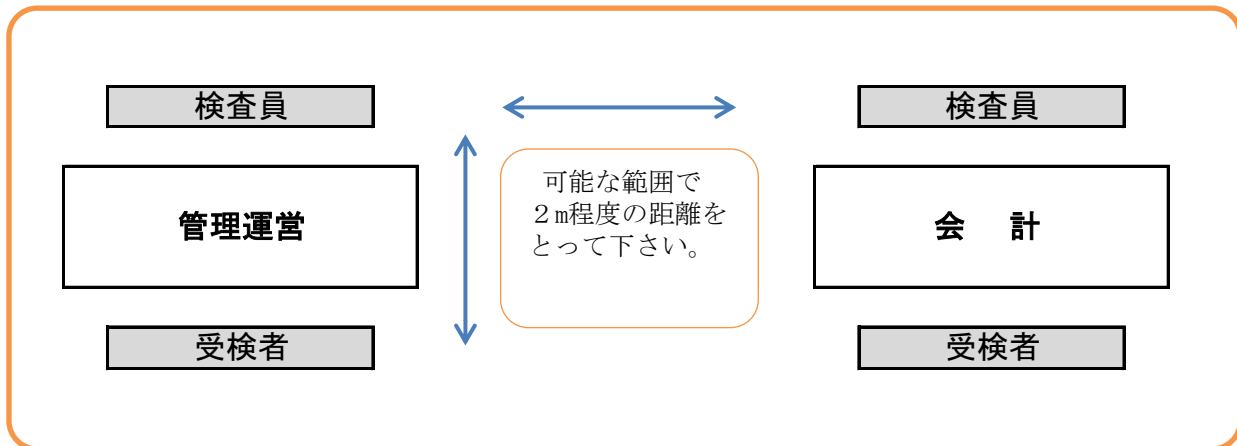 検査員
検査員
管理運営
可能な範囲で
２ｍ程度の距離を
とって下さい。
会　計
受検者
受検者